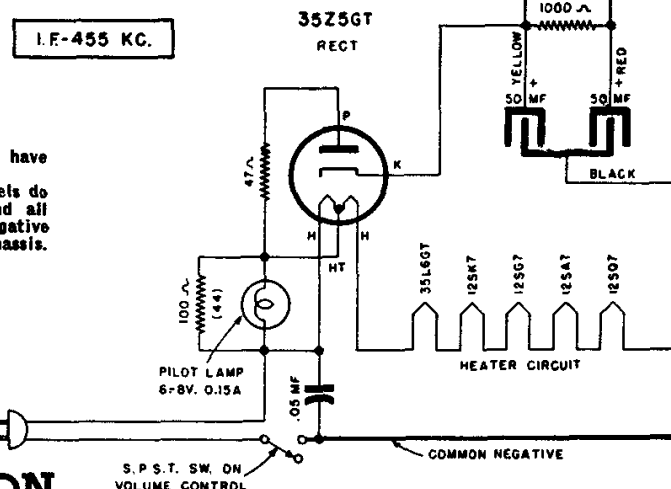 I.F.-455 KC.
35Z5GT
RECT
1000 Ω
YELLOW
+
+ RED
50 MF
50 MF
BLACK
P
K
47Ω
H
H
HT
have
els do
nd all
gative
assis.
100 Ω
(44)
35L6GT
12SK7
12SG7
12SA7
12SQ7
HEATER CIRCUIT
PILOT LAMP
6-8V. 0.15A
.05 MF
COMMON NEGATIVE
S.P.S.T. SW. ON
VOLUME CONTROL
ON